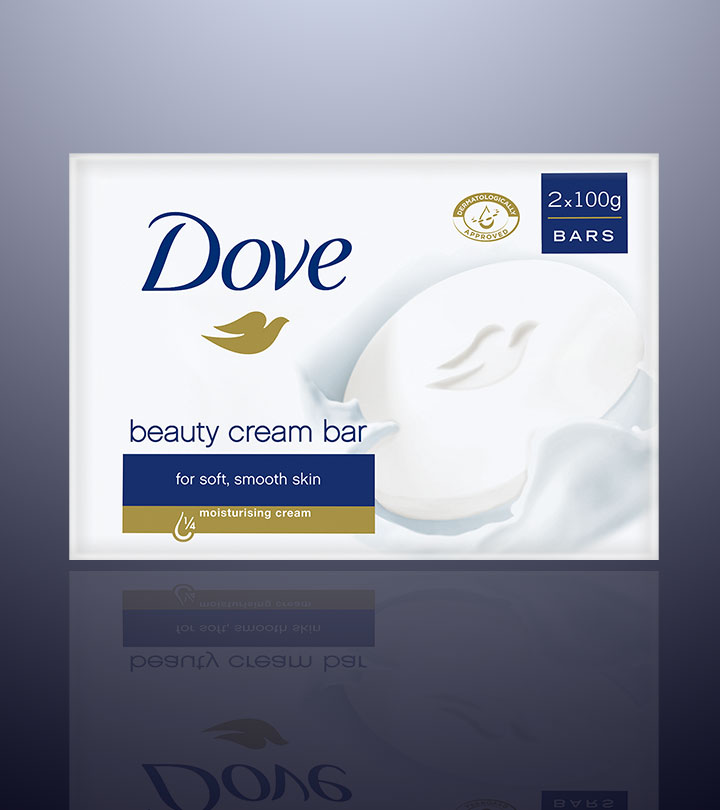 Dove
DERMATOLOGICALLY
APPROVED
2x100g
BARS
beauty cream bar
for soft, smooth skin
1/4 moisturising cream